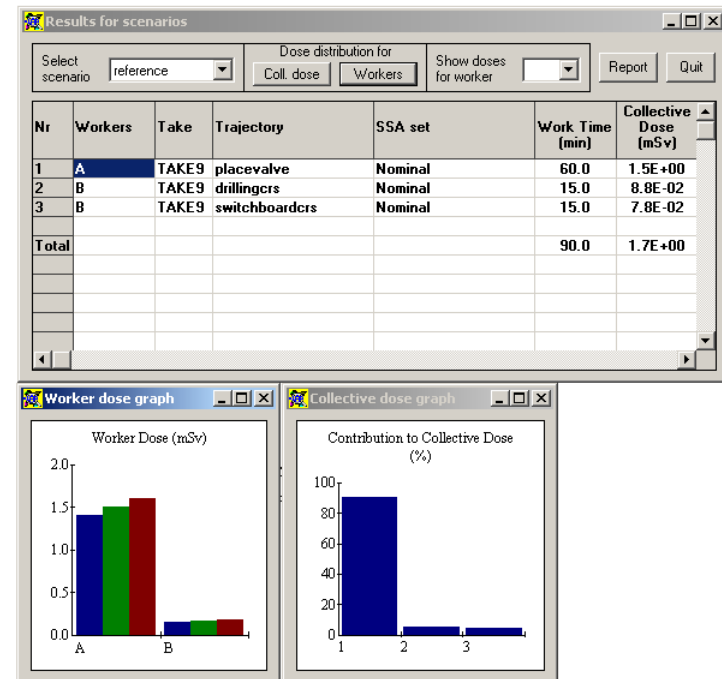 Results for scenarios
Select scenario reference Dose distribution for Coll. dose Workers Show doses for worker Report Quit
Nr Workers Take Trajectory SSA set Work Time (min) Collective Dose (mSv)
1 A TAKE9 placevalve Nominal 60.0 1.5E+00
2 B TAKE9 drillingcrs Nominal 15.0 8.8E-02
3 B TAKE9 switchboardcrs Nominal 15.0 7.8E-02
Total 90.0 1.7E+00
Worker dose graph
Worker Dose (mSv)
2.0
1.5
1.0
0.5
0.0
A B
Collective dose graph
Contribution to Collective Dose
(%)
100
80
60
40
20
0
1 2 3